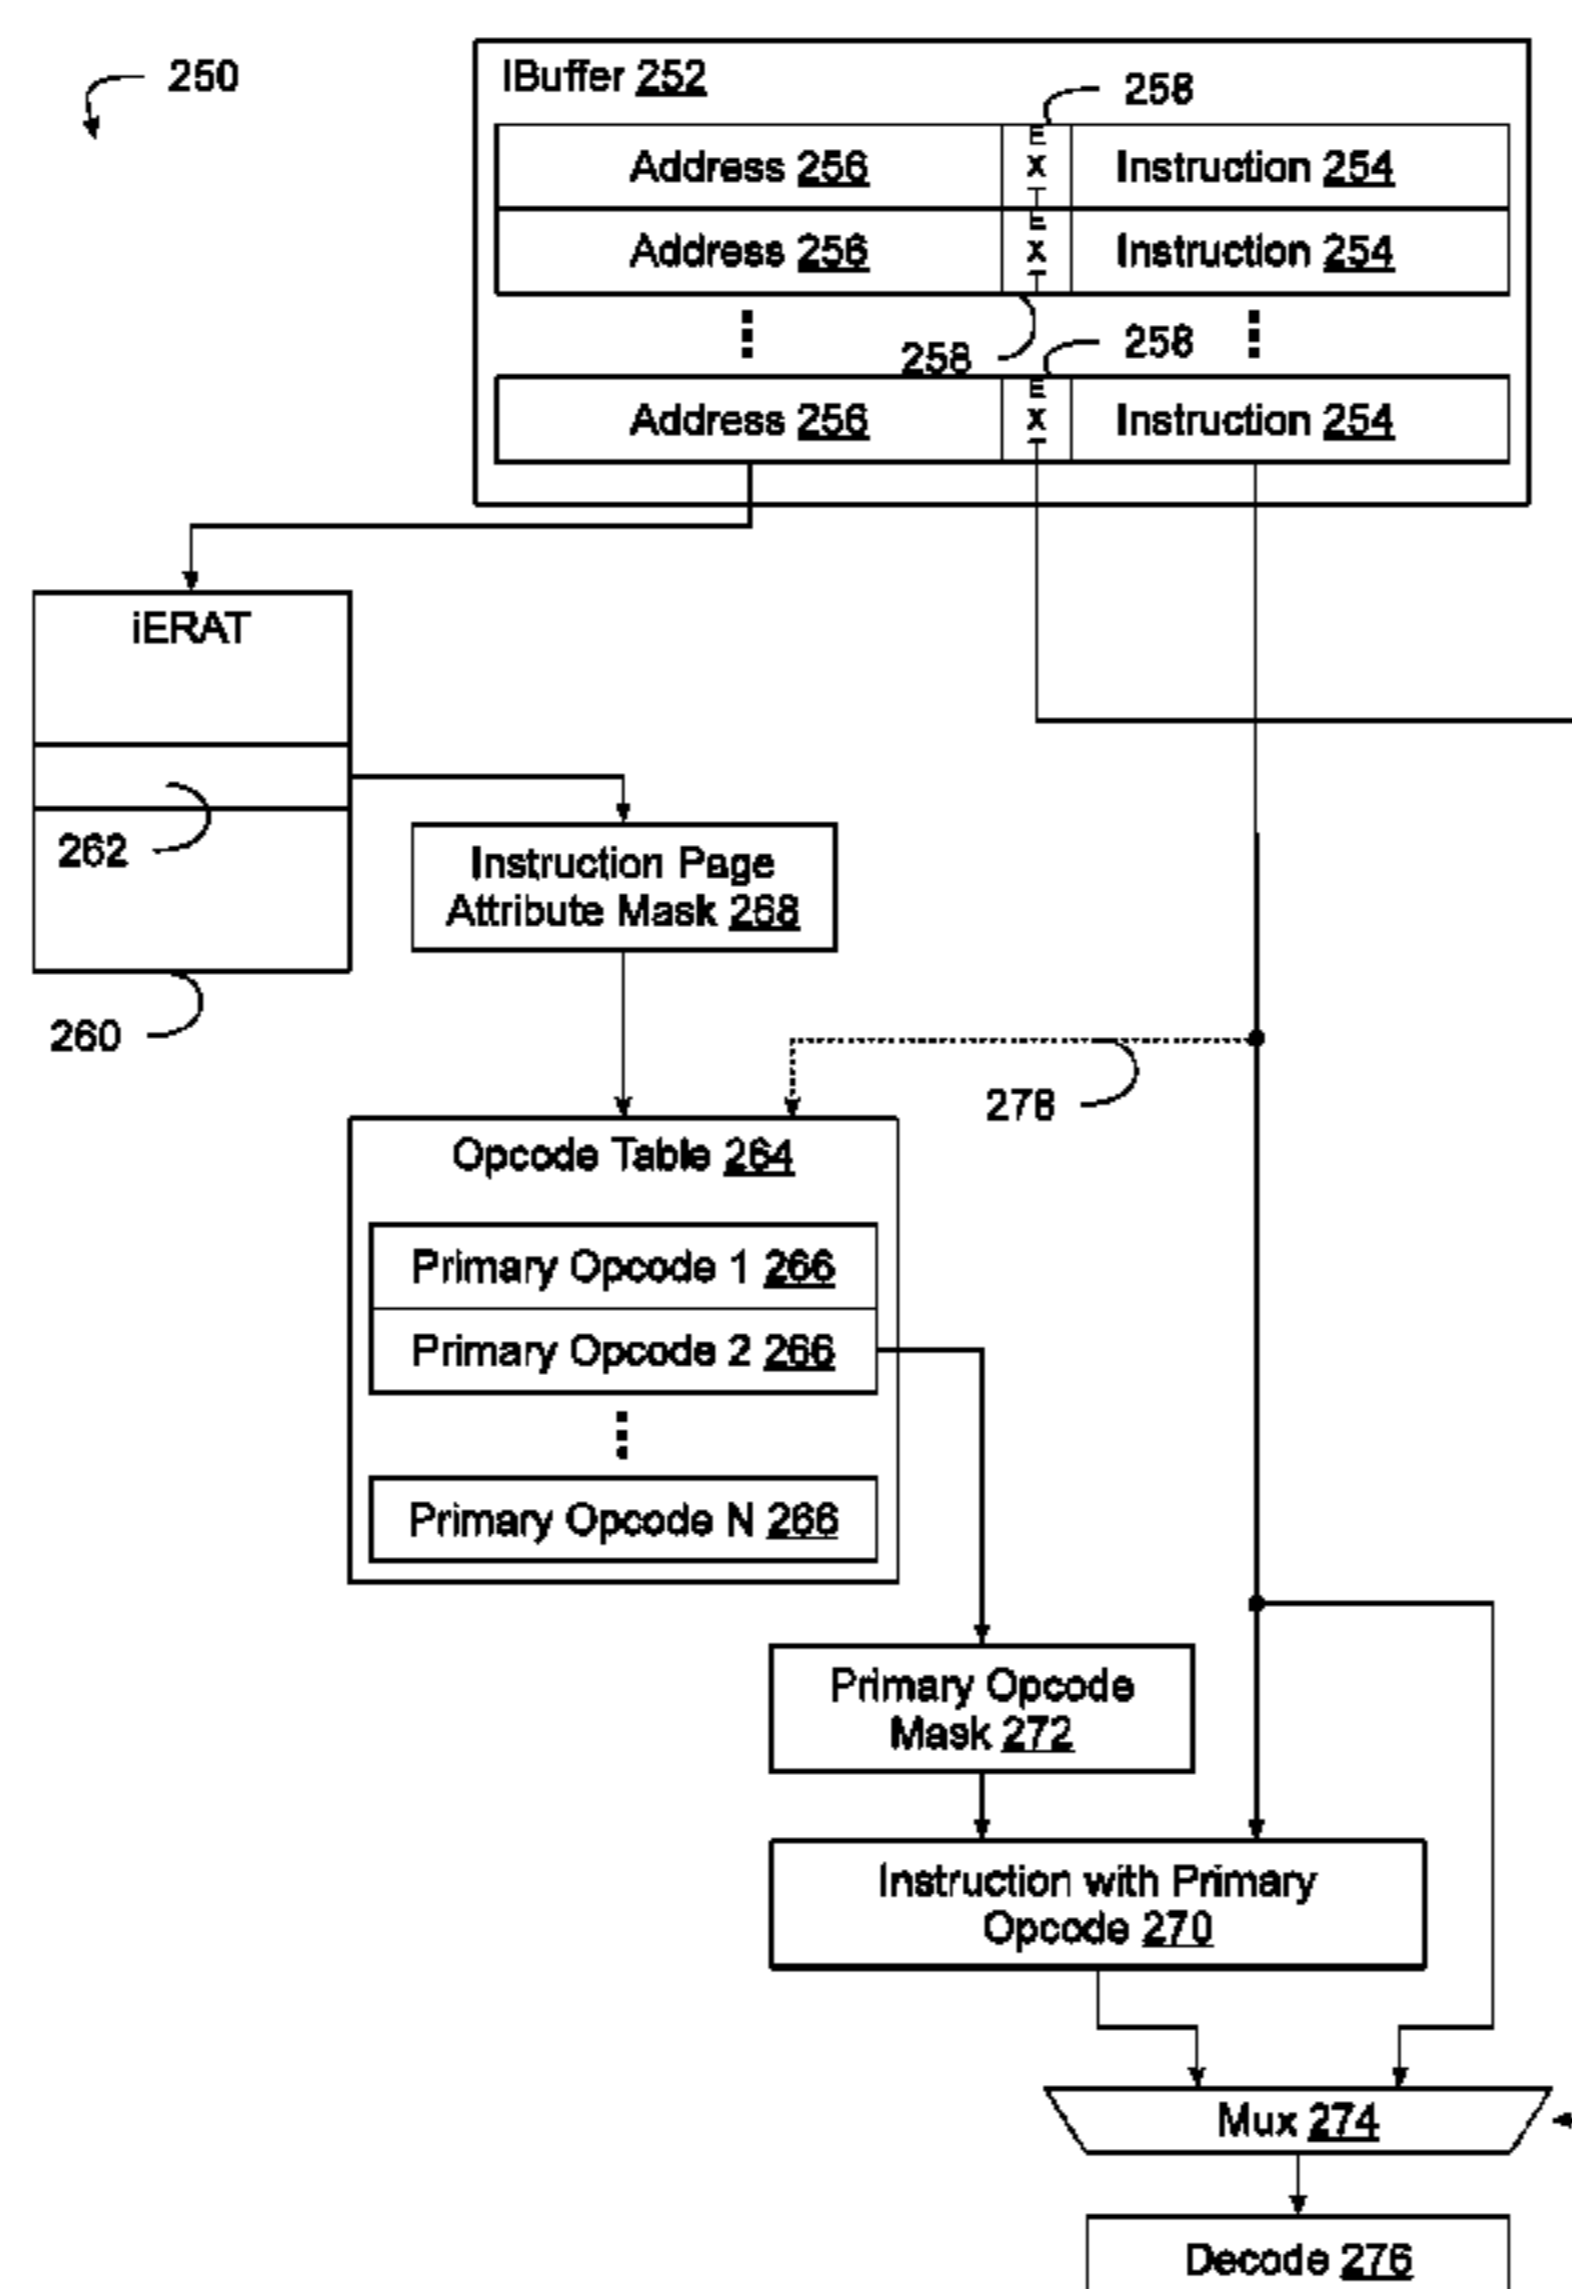 250
IBuffer 252
258
Address 256 EXT Instruction 254
Address 256 EXT Instruction 254
258
258
Address 256 EXT Instruction 254
iERAT
262
Instruction Page
Attribute Mask 268
260
278
Opcode Table 264
Primary Opcode 1 266
Primary Opcode 2 266
Primary Opcode N 266
Primary Opcode
Mask 272
Instruction with Primary
Opcode 270
Mux 274
Decode 276